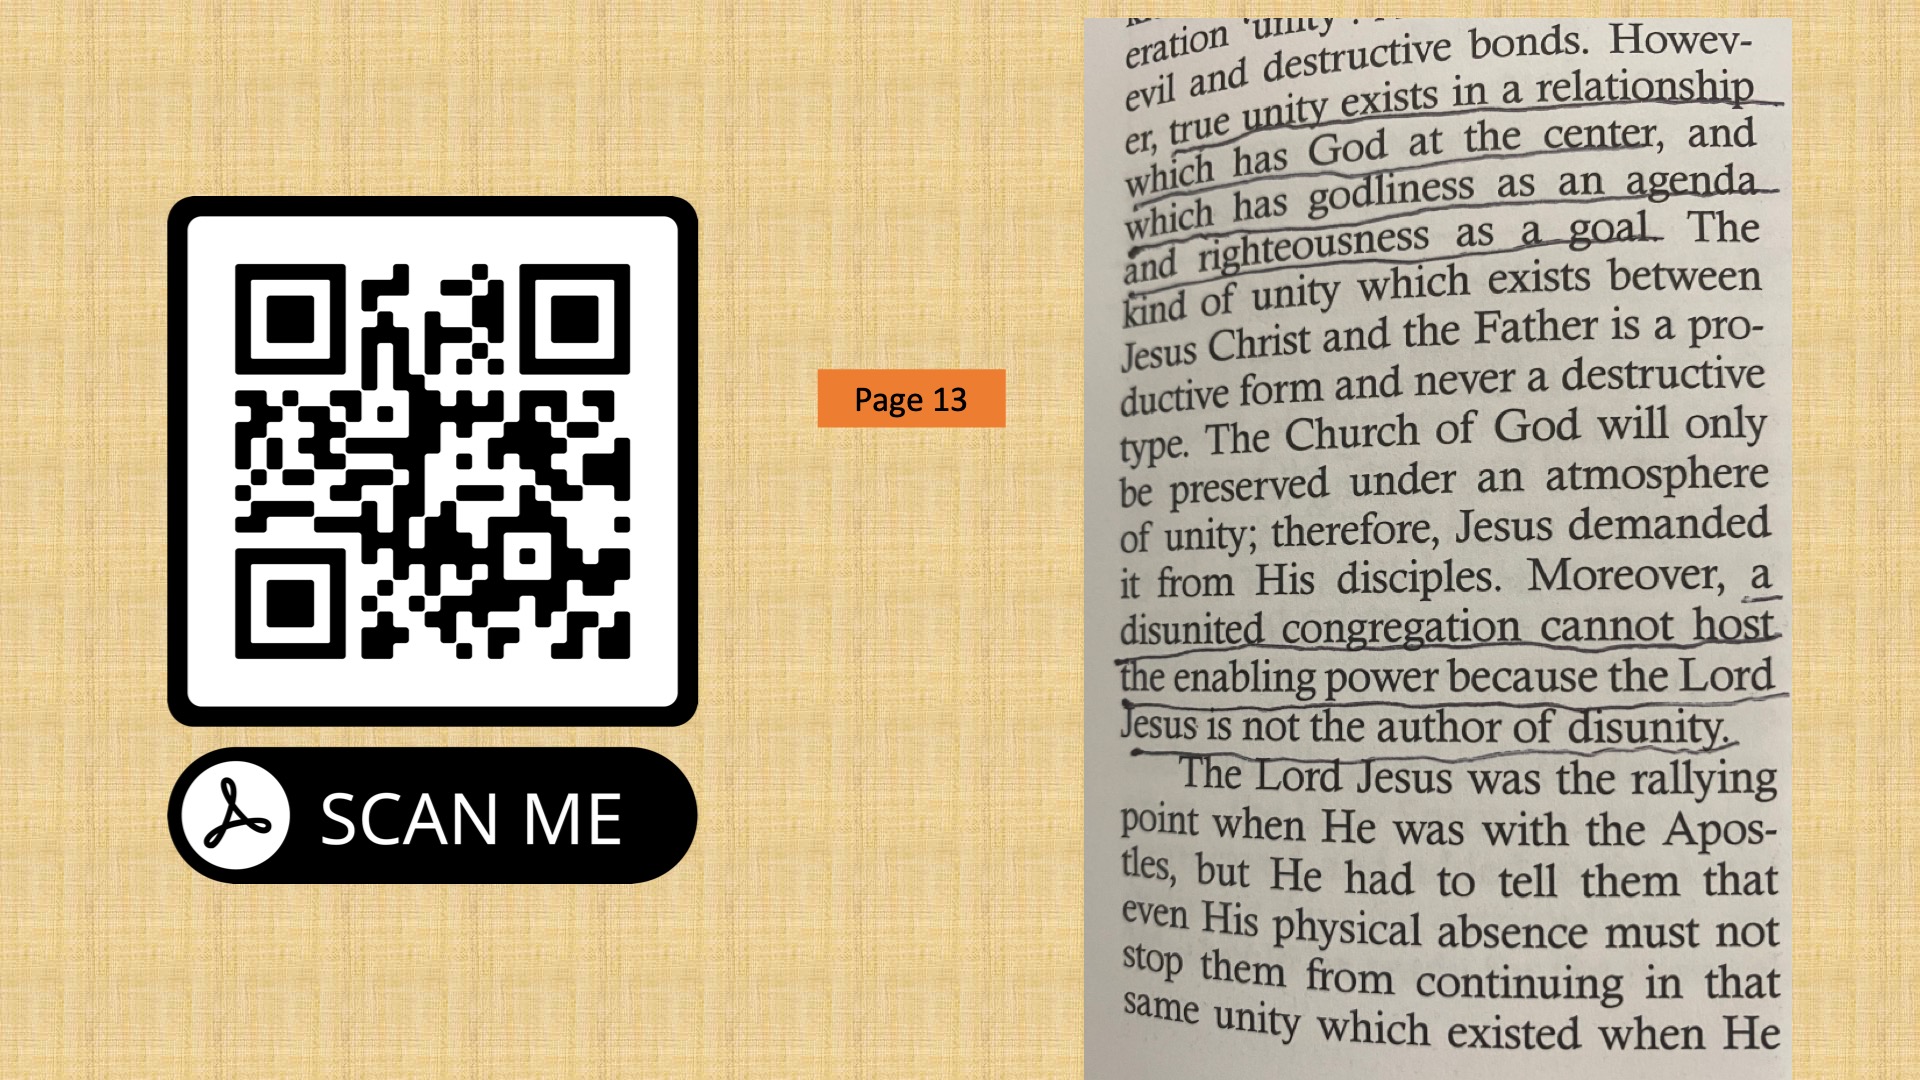 SCAN ME
Page 13
eration 'unity'.
evil and destructive bonds. Howev-
er, true unity exists in a relationship
which has God at the center, and
which has godliness as an agenda
and righteousness as a goal. The
kind of unity which exists between
Jesus Christ and the Father is a pro-
ductive form and never a destructive
type. The Church of God will only
be preserved under an atmosphere
of unity; therefore, Jesus demanded
it from His disciples. Moreover, a
disunited congregation cannot host
the enabling power because the Lord
Jesus is not the author of disunity.
The Lord Jesus was the rallying
point when He was with the Apos-
tles, but He had to tell them that
even His physical absence must not
stop them from continuing in that
same unity which existed when He